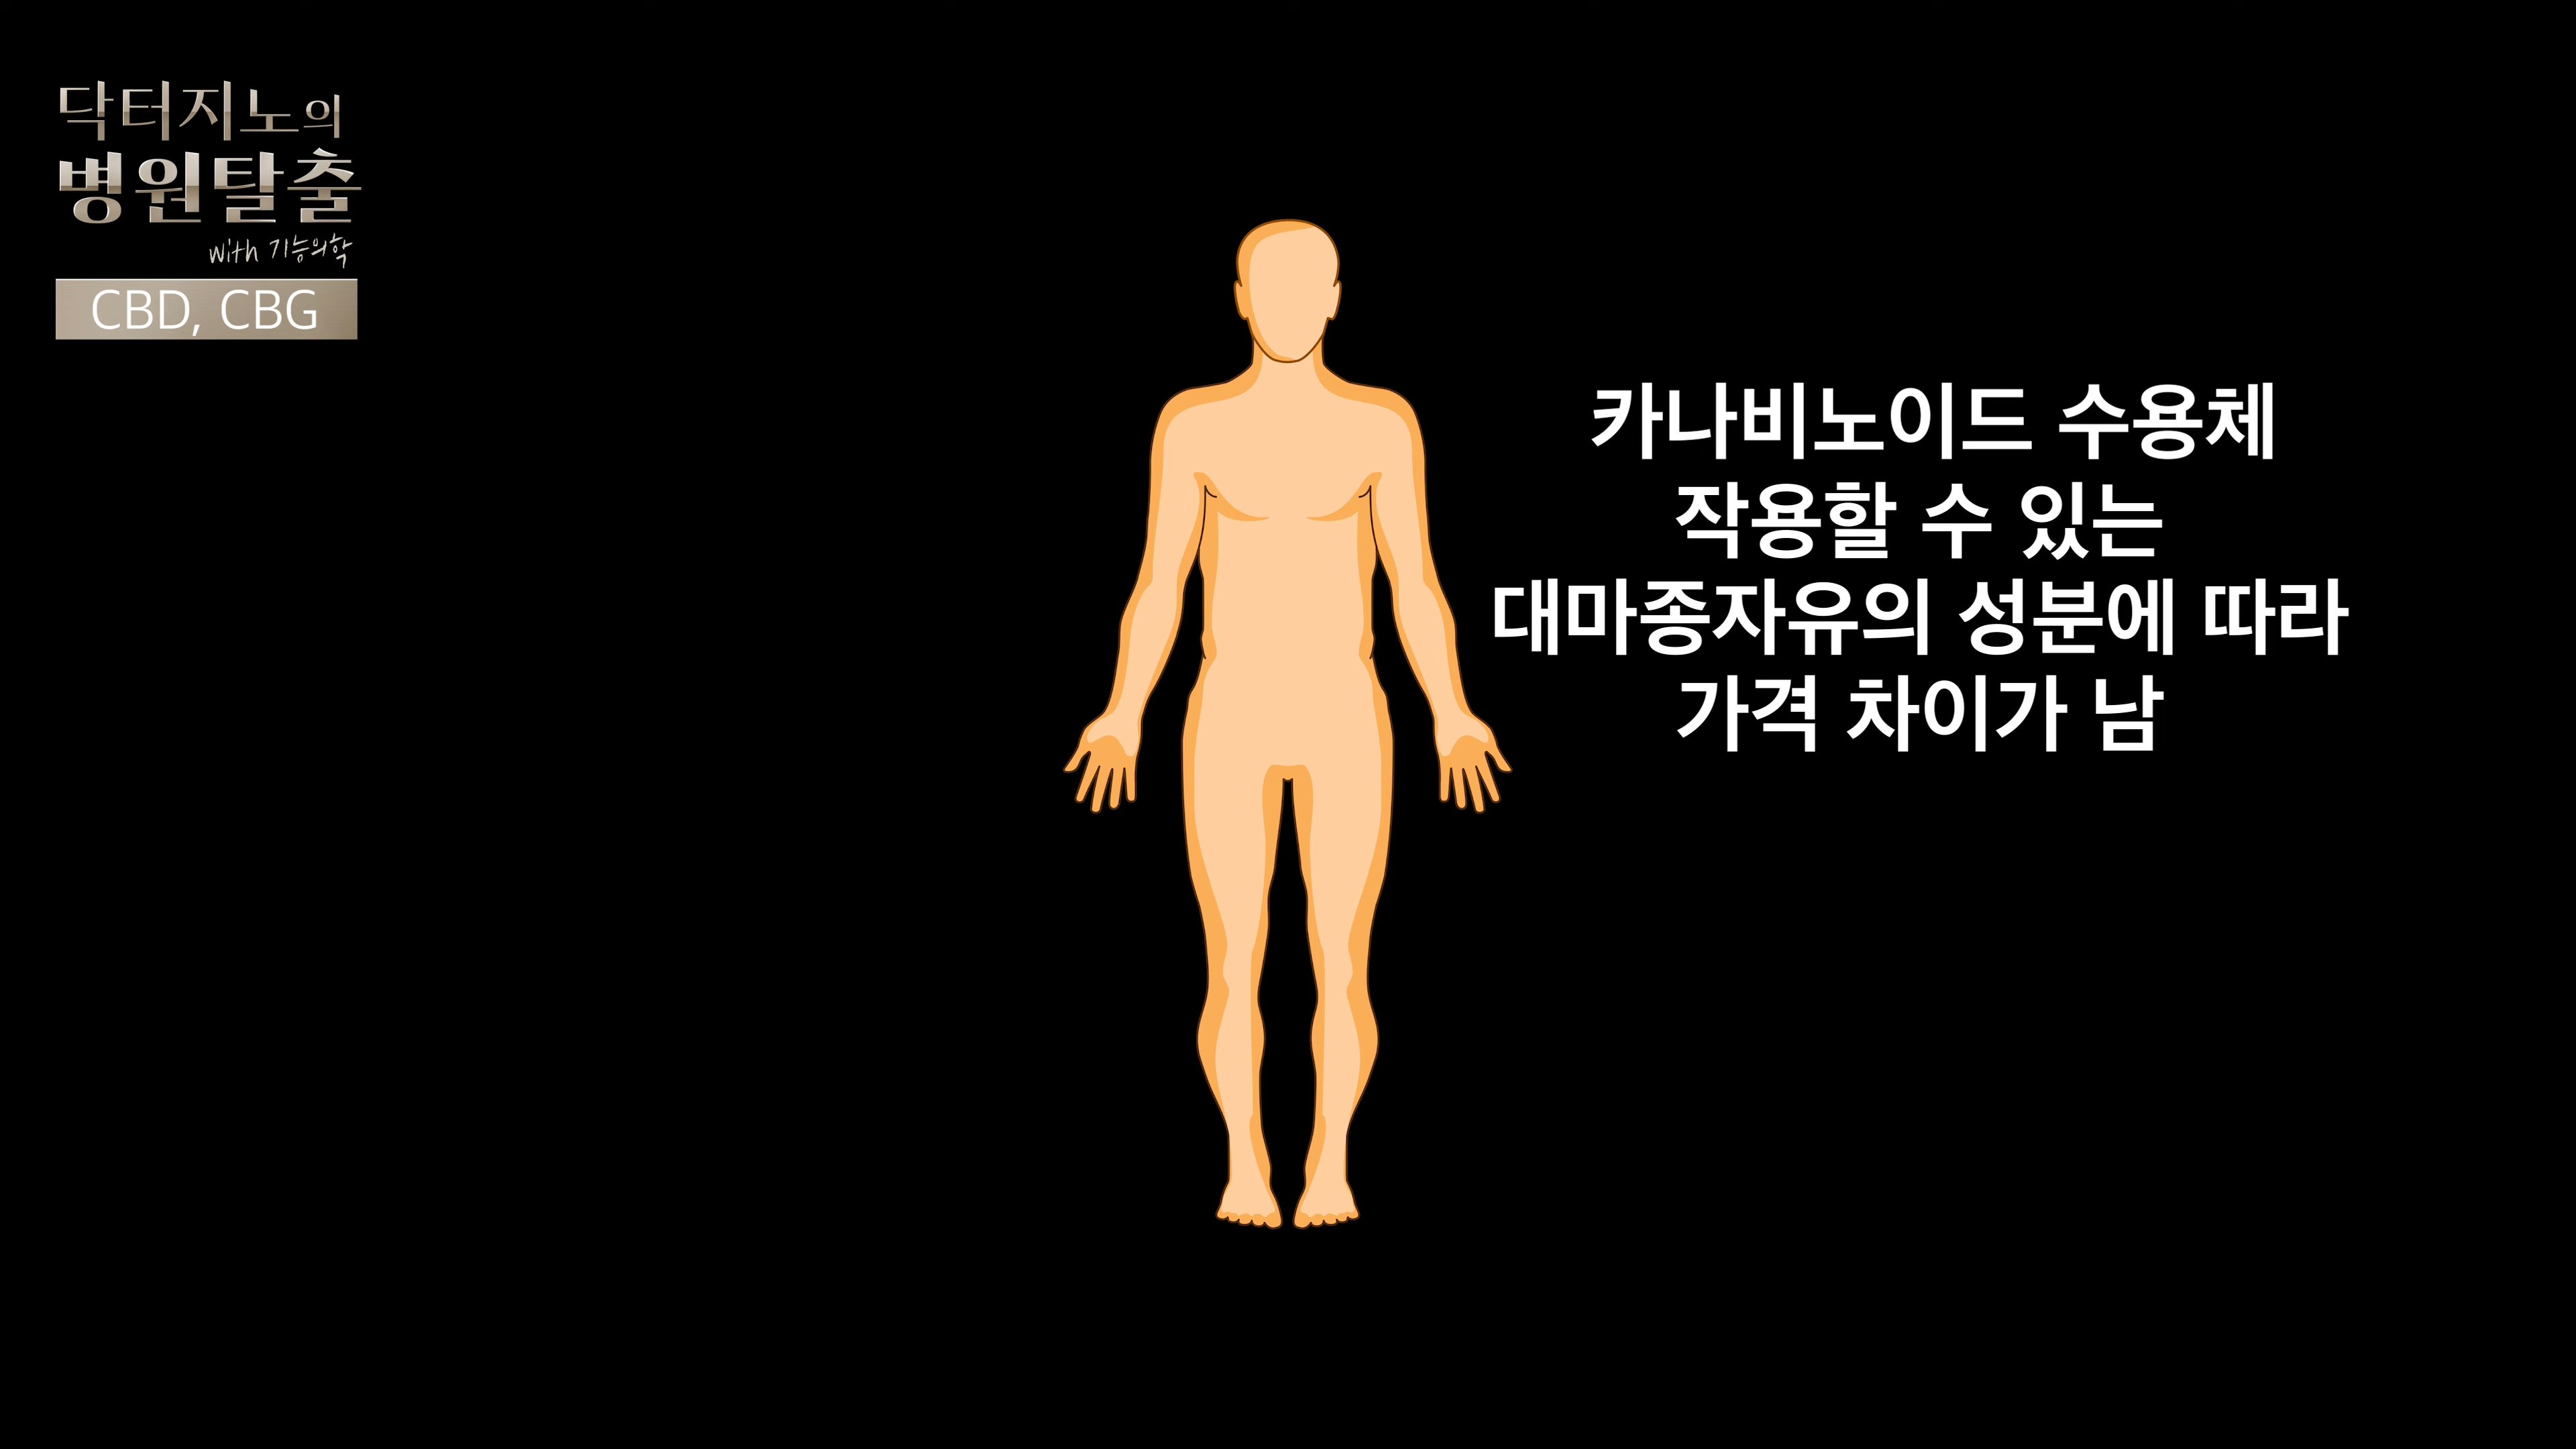 닥터지노의
병원탈출
with 기능의학
CBD, CBG
카나비노이드 수용체
작용할 수 있는
대마종자유의 성분에 따라
가격 차이가 남